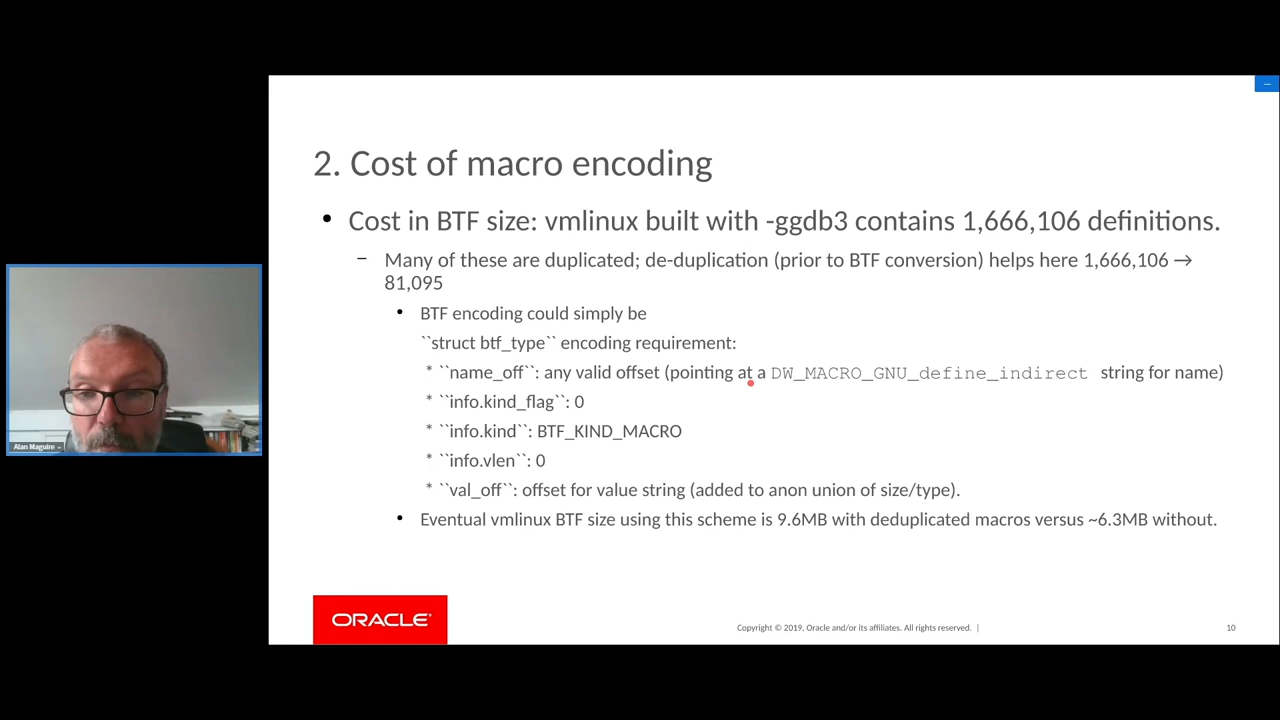 2. Cost of macro encoding
• Cost in BTF size: vmlinux built with -ggdb3 contains 1,666,106 definitions.
– Many of these are duplicated; de-duplication (prior to BTF conversion) helps here 1,666,106 →
81,095
• BTF encoding could simply be
``struct btf_type`` encoding requirement:
* ``name_off``: any valid offset (pointing at a DW_MACRO_GNU_define_indirect string for name)
* ``info.kind_flag``: 0
* ``info.kind``: BTF_KIND_MACRO
* ``info.vlen``: 0
* ``val_off``: offset for value string (added to anon union of size/type).
• Eventual vmlinux BTF size using this scheme is 9.6MB with deduplicated macros versus ~6.3MB without.
Alan Maguire
ORACLE®
Copyright © 2019, Oracle and/or its affiliates. All rights reserved. |
10